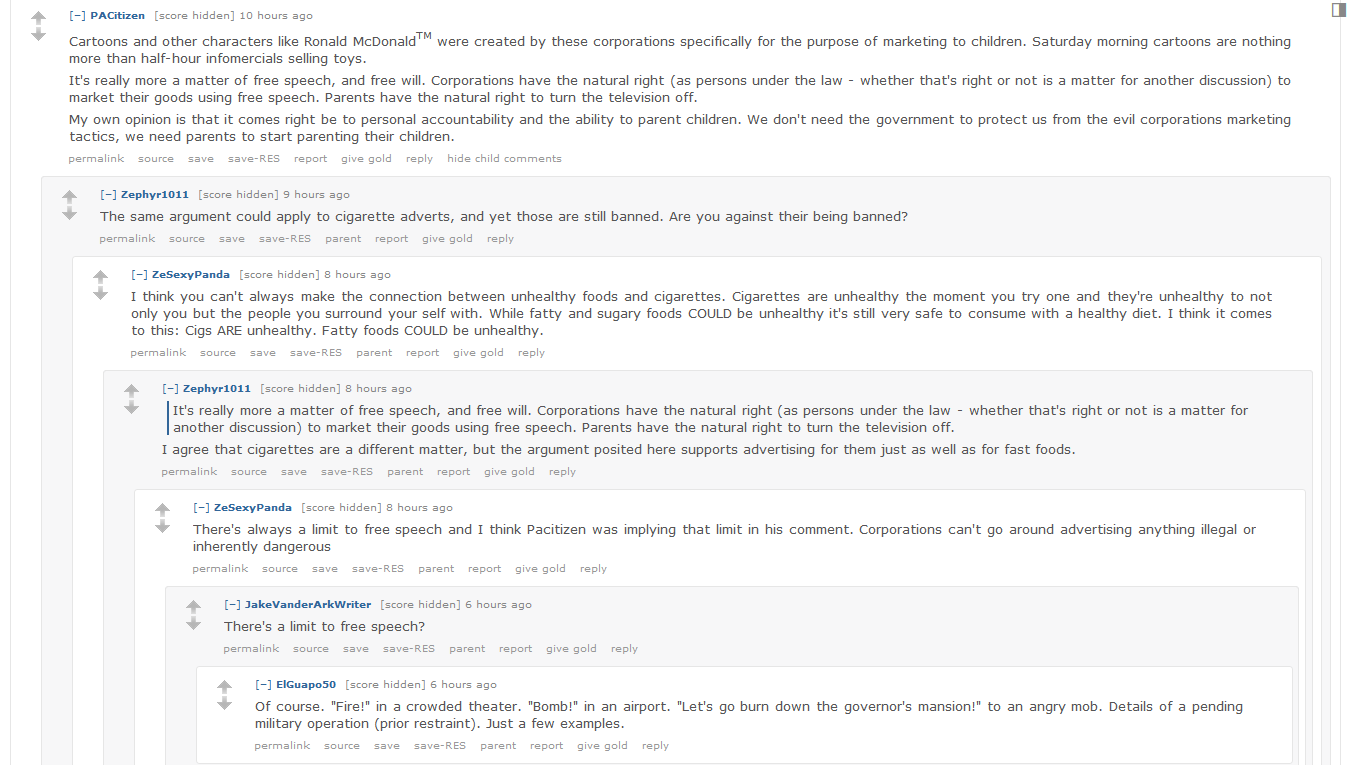 [–] PACitizen [score hidden] 10 hours ago
Cartoons and other characters like Ronald McDonaldTM were created by these corporations specifically for the purpose of marketing to children. Saturday morning cartoons are nothing
more than half-hour infomercials selling toys.
It's really more a matter of free speech, and free will. Corporations have the natural right (as persons under the law - whether that's right or not is a matter for another discussion) to
market their goods using free speech. Parents have the natural right to turn the television off.
My own opinion is that it comes right be to personal accountability and the ability to parent children. We don't need the government to protect us from the evil corporations marketing
tactics, we need parents to start parenting their children.
permalink source save save-RES report give gold reply hide child comments
[–] Zephyr1011 [score hidden] 9 hours ago
The same argument could apply to cigarette adverts, and yet those are still banned. Are you against their being banned?
permalink source save save-RES parent report give gold reply
[–] ZeSexyPanda [score hidden] 8 hours ago
I think you can't always make the connection between unhealthy foods and cigarettes. Cigarettes are unhealthy the moment you try one and they're unhealthy to not
only you but the people you surround your self with. While fatty and sugary foods COULD be unhealthy it's still very safe to consume with a healthy diet. I think it comes
to this: Cigs ARE unhealthy. Fatty foods COULD be unhealthy.
permalink source save save-RES parent report give gold reply
[–] Zephyr1011 [score hidden] 8 hours ago
It's really more a matter of free speech, and free will. Corporations have the natural right (as persons under the law - whether that's right or not is a matter for
another discussion) to market their goods using free speech. Parents have the natural right to turn the television off.
I agree that cigarettes are a different matter, but the argument posited here supports advertising for them just as well as for fast foods.
permalink source save save-RES parent report give gold reply
[–] ZeSexyPanda [score hidden] 8 hours ago
There's always a limit to free speech and I think Pacitizen was implying that limit in his comment. Corporations can't go around advertising anything illegal or
inherently dangerous
permalink source save save-RES parent report give gold reply
[–] JakeVanderArkWriter [score hidden] 6 hours ago
There's a limit to free speech?
permalink source save save-RES parent report give gold reply
[–] ElGuapo50 [score hidden] 6 hours ago
Of course. "Fire!" in a crowded theater. "Bomb!" in an airport. "Let's go burn down the governor's mansion!" to an angry mob. Details of a pending
military operation (prior restraint). Just a few examples.
permalink source save save-RES parent report give gold reply